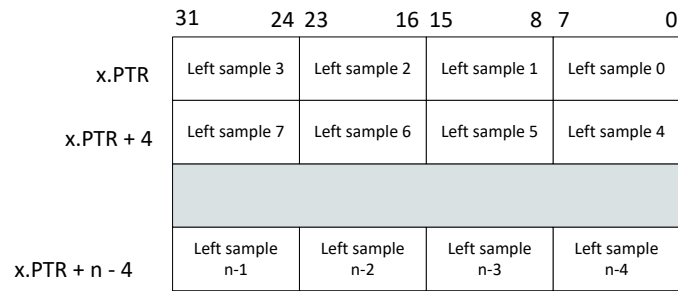 31 24 23 16 15 8 7 0
x.PTR Left sample 3 Left sample 2 Left sample 1 Left sample 0
x.PTR + 4 Left sample 7 Left sample 6 Left sample 5 Left sample 4
x.PTR + n - 4 Left sample n-1 Left sample n-2 Left sample n-3 Left sample n-4